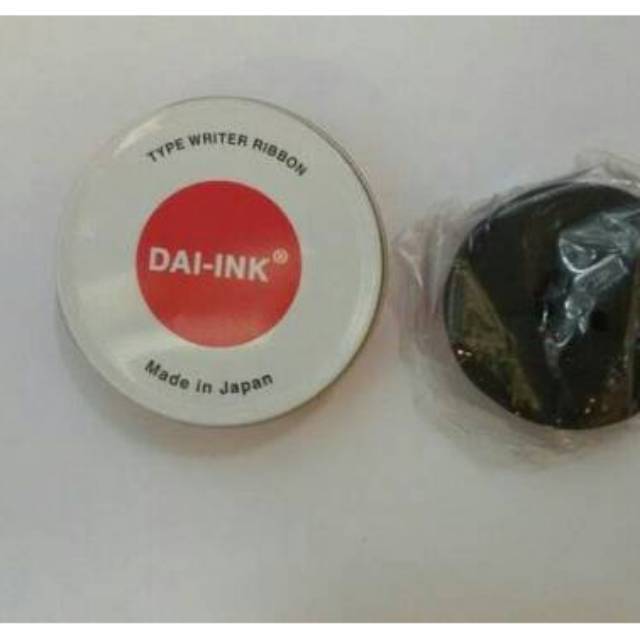 TYPE WRITER RIBBON
DAI-INK®
Made in Japan